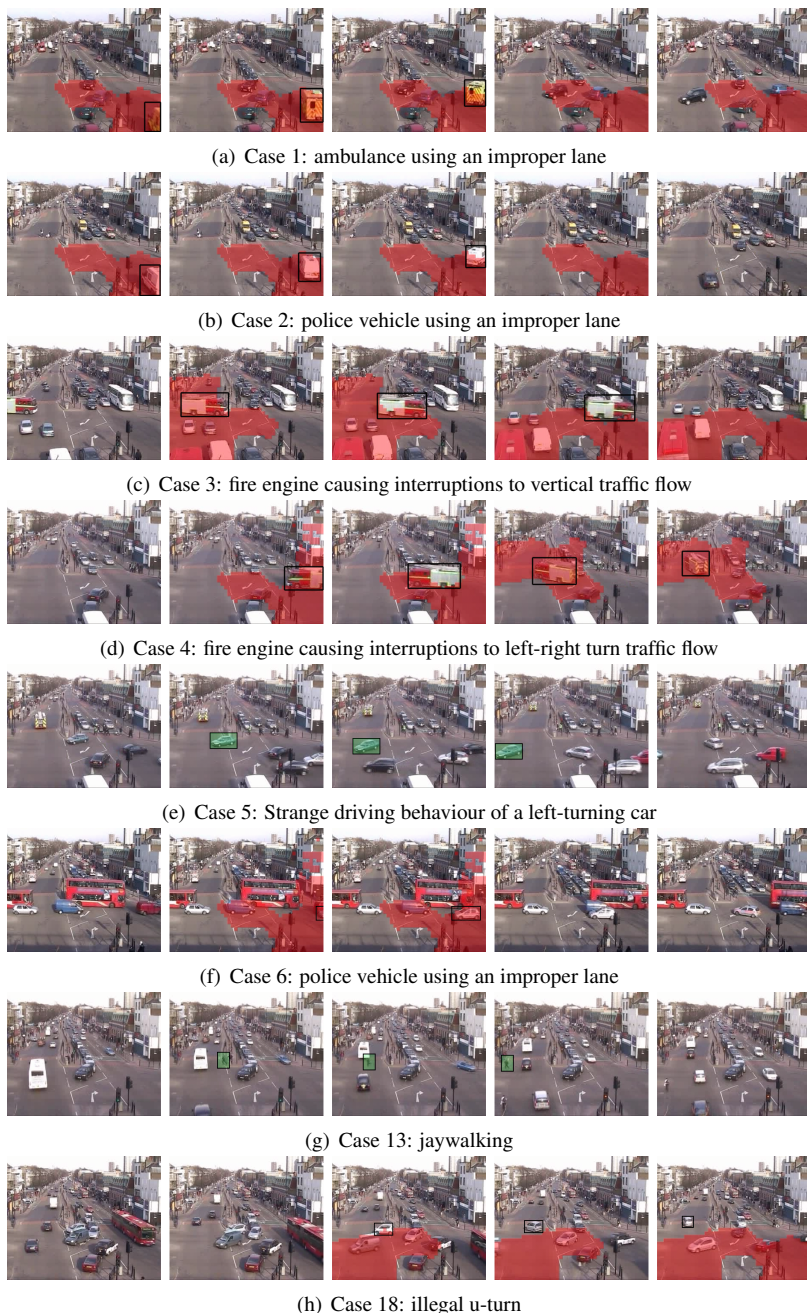 (a) Case 1: ambulance using an improper lane
(b) Case 2: police vehicle using an improper lane
(c) Case 3: fire engine causing interruptions to vertical traffic flow
(d) Case 4: fire engine causing interruptions to left-right turn traffic flow
(e) Case 5: Strange driving behaviour of a left-turning car
(f) Case 6: police vehicle using an improper lane
(g) Case 13: jaywalking
(h) Case 18: illegal u-turn